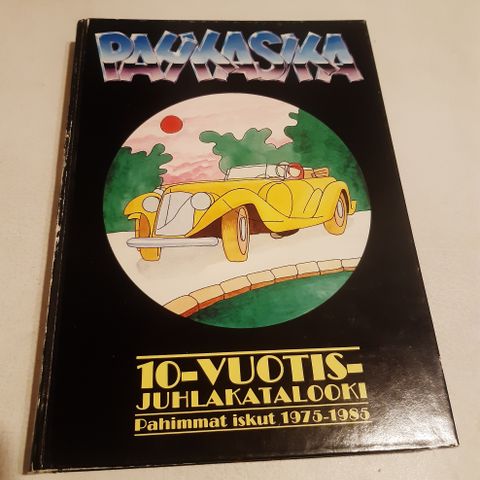 PAHKASIKA
10-VUOTIS-
JUHLAKATALOOKI
Pahimmat iskut 1975-1985